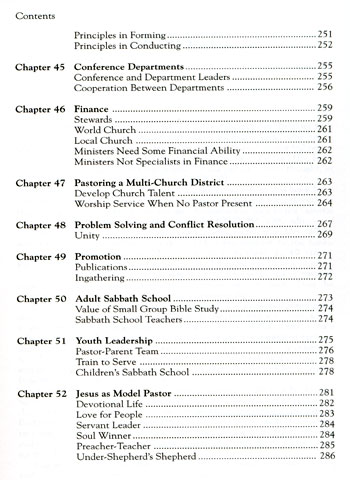 Contents
Principles in Forming 251
Principles in Conducting 252
Chapter 45 Conference Departments 255
Conference and Department Leaders 255
Cooperation Between Departments 256
Chapter 46 Finance 259
Stewards 259
World Church 261
Local Church 261
Ministers Need Some Financial Ability 262
Ministers Not Specialists in Finance 262
Chapter 47 Pastoring a Multi-Church District 263
Develop Church Talent 263
Worship Service When No Pastor Present 264
Chapter 48 Problem Solving and Conflict Resolution 267
Unity 269
Chapter 49 Promotion 271
Publications 271
Ingathering 272
Chapter 50 Adult Sabbath School 273
Value of Small Group Bible Study 274
Sabbath School Teachers 274
Chapter 51 Youth Leadership 275
Pastor-Parent Team 276
Train to Serve 278
Children's Sabbath School 278
Chapter 52 Jesus as Model Pastor 281
Devotional Life 282
Love for People 283
Servant Leader 284
Soul Winner 284
Preacher-Teacher 285
Under-Shepherd's Shepherd 286